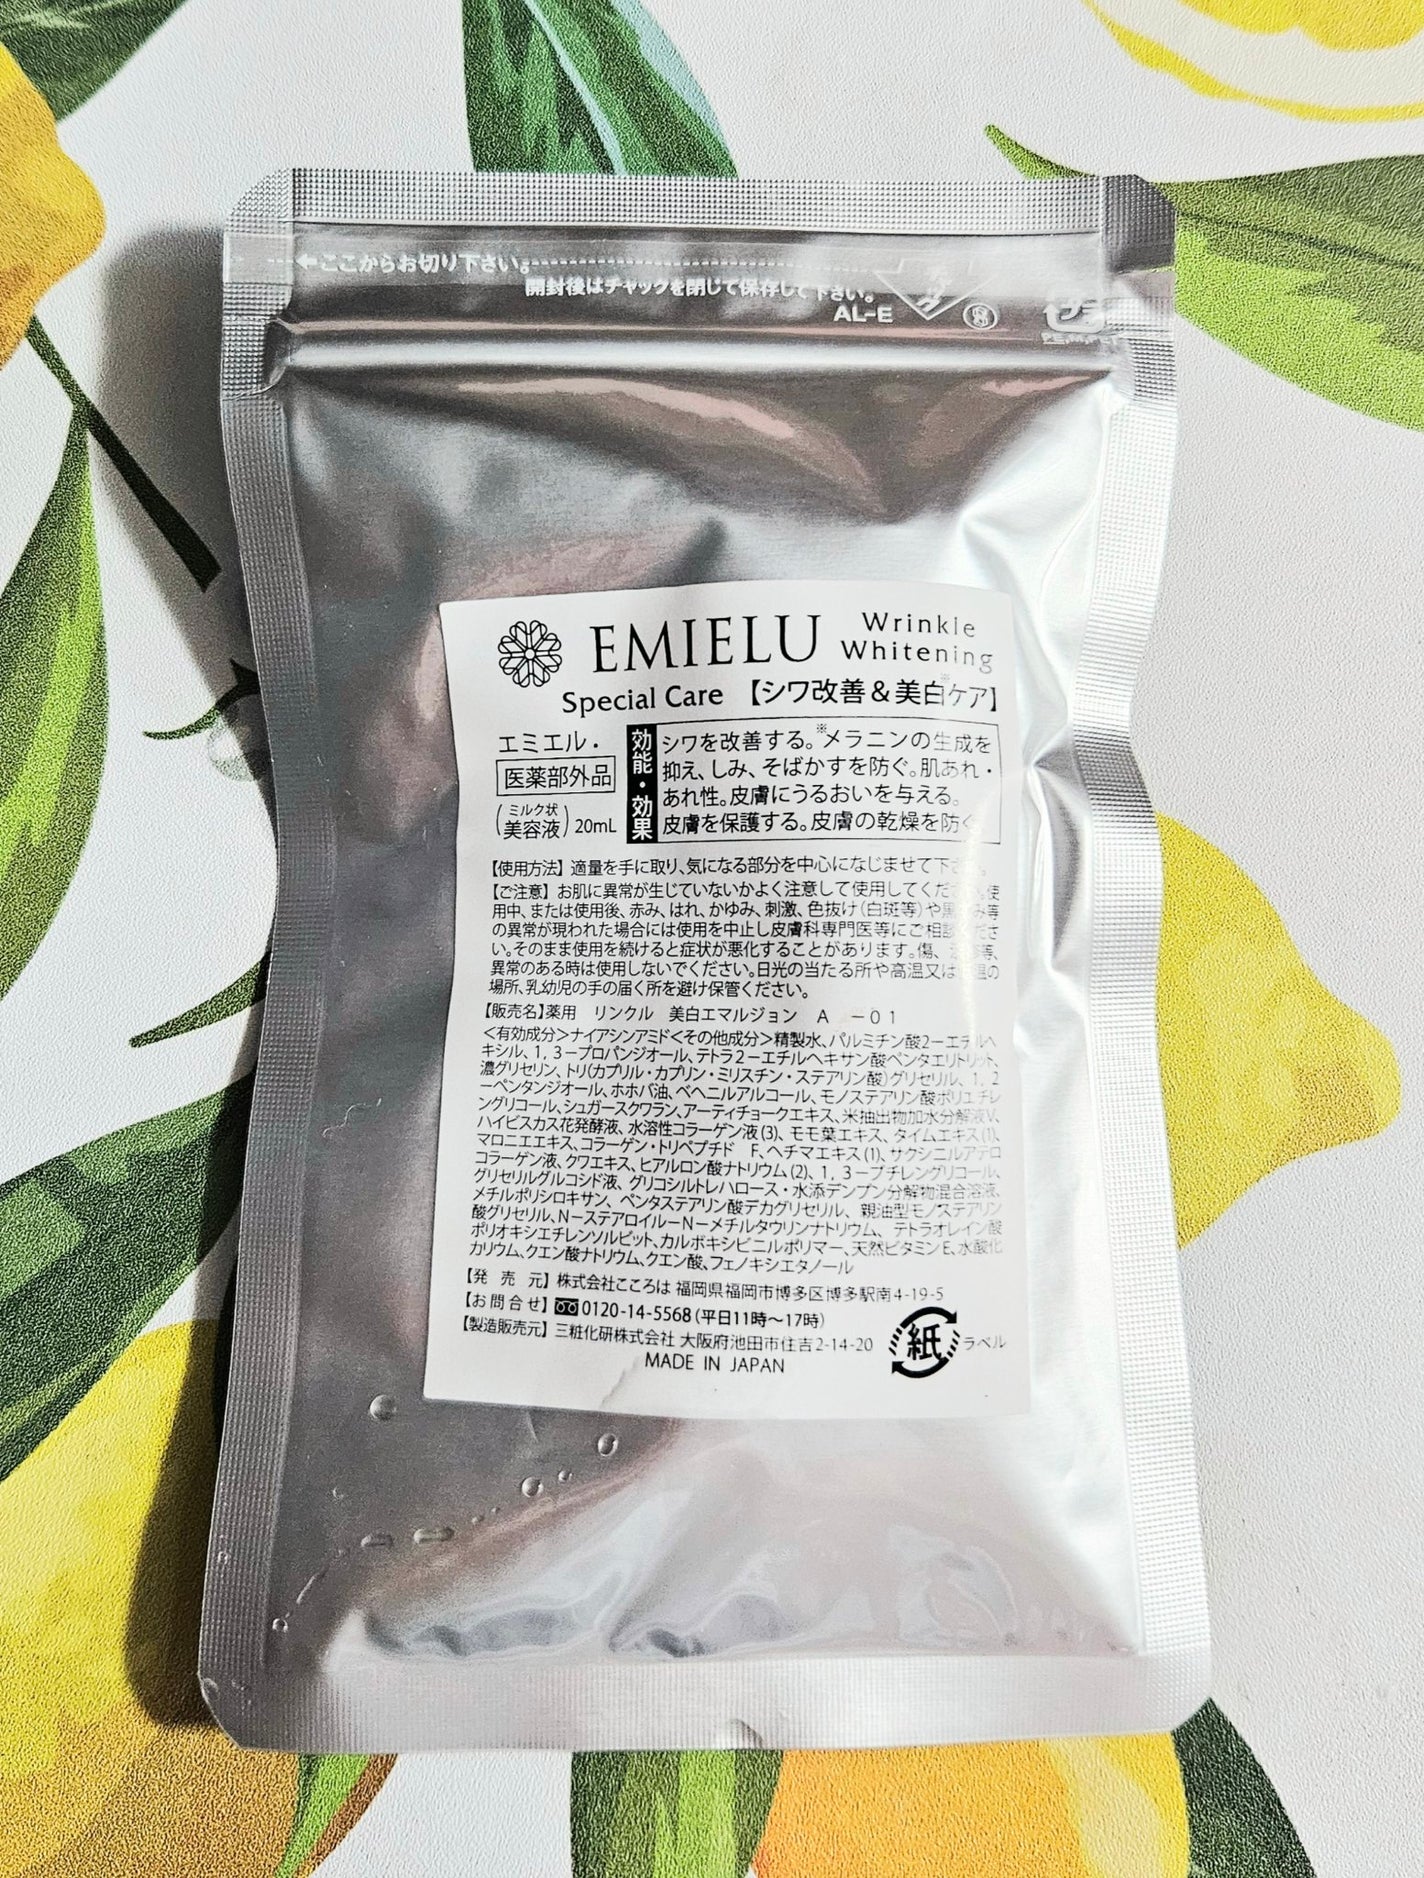 ←ここからお切り下さい。
開封後はチャックを閉じて保存して下さい。
AL-E
プラ
EMIELU Wrinkle
Whitening
Special Care 【シワ改善&美白※ケア】
エミエル・
医薬部外品
(ミルク状
美容液) 20mL
効能・効果
シワを改善する。※メラニンの生成を
抑え、しみ、そばかすを防ぐ。肌あれ・
あれ性。皮膚にうるおいを与える。
皮膚を保護する。皮膚の乾燥を防ぐ
【使用方法】適量を手に取り、気になる部分を中心になじませて下
【ご注意】お肌に異常が生じていないかよく注意して使用してくだ 使
用中、または使用後、赤み、はれ、かゆみ、刺激、色抜け(白斑等)や黒 み等
の異常が現われた場合には使用を中止し皮膚科専門医等にご相談くださ
い。そのまま使用を続けると症状が悪化することがあります。傷、 等、
異常のある時は使用しないでください。日光の当たる所や高温又は 温の
場所、乳幼児の手の届く所を避け保管ください。
【販売名】薬用 リンクル 美白エマルジョン A －01
＜有効成分＞ナイアシンアミド＜その他成分＞精製水、パルミチン酸2－エチルヘ
キシル、1, 3－プロパンジオール、テトラ2－エチルヘキサン酸ペンタエリトリット、
濃グリセリン、トリ(カプリル・カプリン・ミリスチン・ステアリン酸)グリセリル、1, 2
－ペンタンジオール、ホホバ油、ベヘニルアルコール、モノステアリン酸ポリエチレ
ングリコール、シュガースクワラン、アーティチョークエキス、米抽出物加水分解液V、
ハイビスカス花発酵液、水溶性コラーゲン液(3)、モモ葉エキス、タイムエキス(1)、
マロニエエキス、コラーゲン・トリペプチド F、ヘチマエキス(1)、サクシニルアテロ
コラーゲン液、クワエキス、ヒアルロン酸ナトリウム(2)、1, 3－ブチレングリコール、
グリセリルグルコシド液、グリコシルトレハロース・水添デンプン分解物混合溶液、
メチルポリシロキサン、ペンタステアリン酸デカグリセリル、親油型モノステアリン
酸グリセリル、N－ステアロイル－N－メチルタウリンナトリウム、テトラオレイン酸
ポリオキシエチレンソルビット、カルボキシビニルポリマー、天然ビタミンE、水酸化
カリウム、クエン酸ナトリウム、クエン酸、フェノキシエタノール
【発売元】株式会社こころは 福岡県福岡市博多区博多駅南4-19-5
【お問合せ】0120-14-5568(平日11時～17時)
【製造販売元】三粧化研株式会社 大阪府池田市住吉2-14-20
紙 ラベル
MADE IN JAPAN